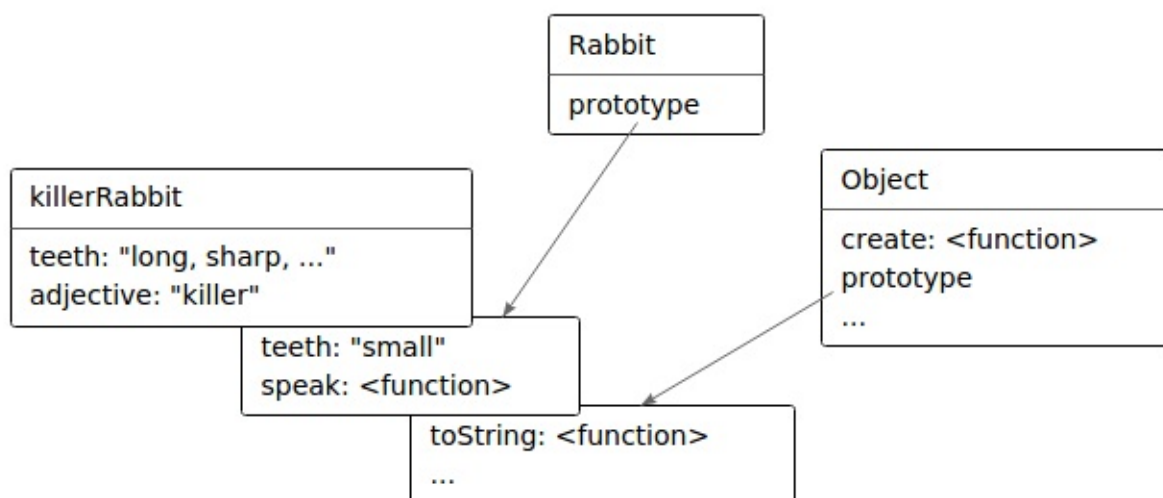 Rabbit
prototype
killerRabbit
teeth: "long, sharp, ..."
adjective: "killer"
Object
create: <function>
prototype
...
teeth: "small"
speak: <function>
toString: <function>
...